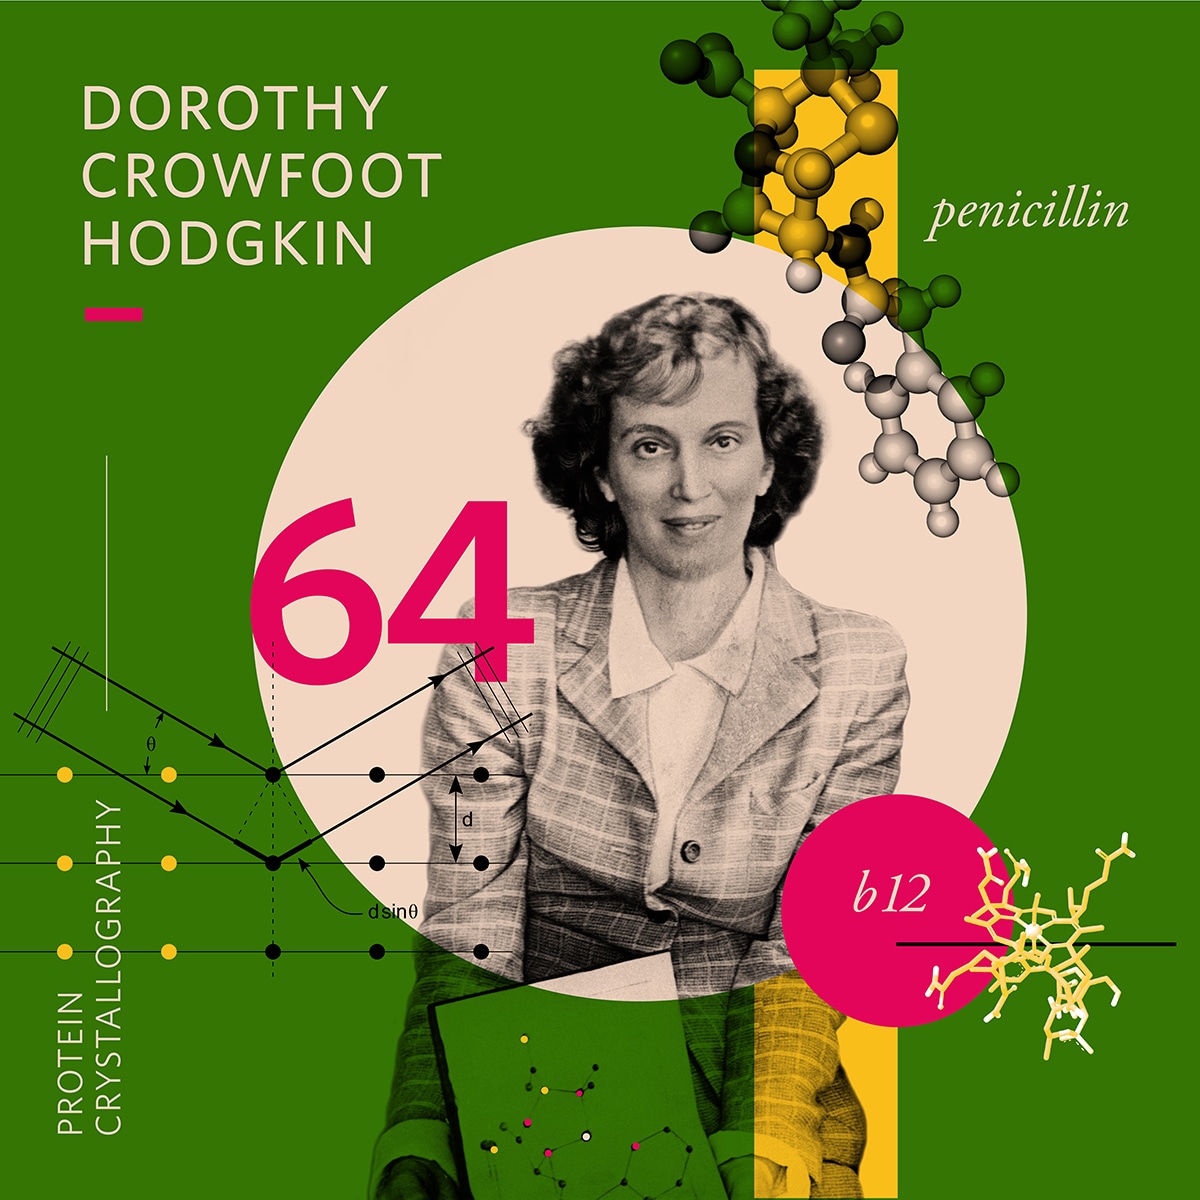 DOROTHY
CROWFOOT
HODGKIN
penicillin
64
θ
d
dsinθ
b12
PROTEIN
CRYSTALLOGRAPHY